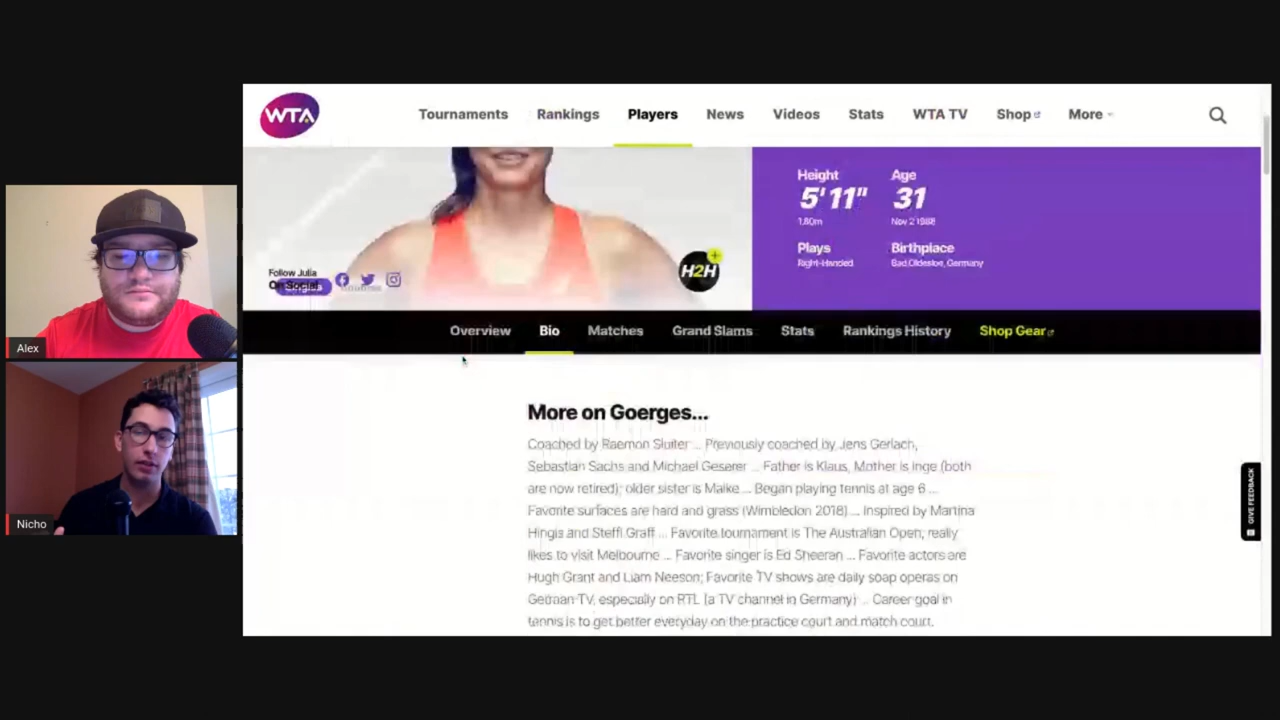 WTA
Tournaments Rankings Players News Videos Stats WTA TV Shop More
Height Age
5' 11" 31
1.80m Nov 2 1988
Plays Birthplace
Right-Handed Bad Oldesloe, Germany
Follow Julia
On Social
H2H
Overview Bio Matches Grand Slams Stats Rankings History Shop Gear
More on Goerges...
Coached by Raemon Sluiter ... Previously coached by Jens Gerlach,
Sebastian Sachs and Michael Geserer ... Father is Klaus, Mother is Inge (both
are now retired); older sister is Maike ... Began playing tennis at age 6 ...
Favorite surfaces are hard and grass (Wimbledon 2018) ... Inspired by Martina
Hingis and Steffi Graff ... Favorite tournament is The Australian Open; really
likes to visit Melbourne ... Favorite singer is Ed Sheeran ... Favorite actors are
Hugh Grant and Liam Neeson; Favorite TV shows are daily soap operas on
German TV, especially on RTL (a TV channel in Germany) ... Career goal in
tennis is to get better everyday on the practice court and match court.
GIVE FEEDBACK
Alex
Nicho